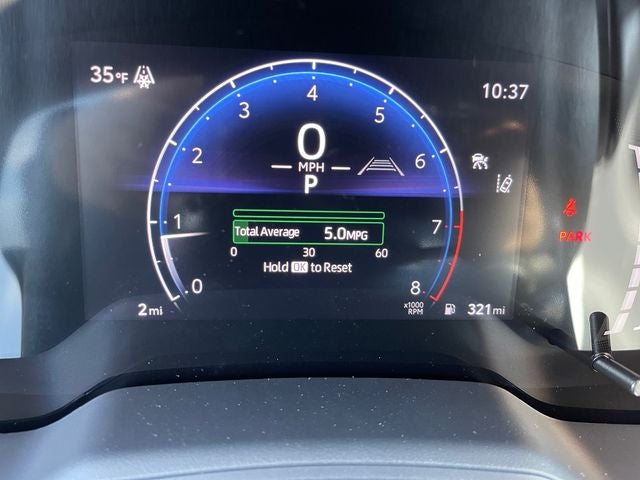 35°F
10:37
0
1
2
3
4
5
6
7
8
0
MPH
P
Total Average 5.0MPG
0 30 60
Hold OK to Reset
x1000
RPM
2mi
321mi
PARK